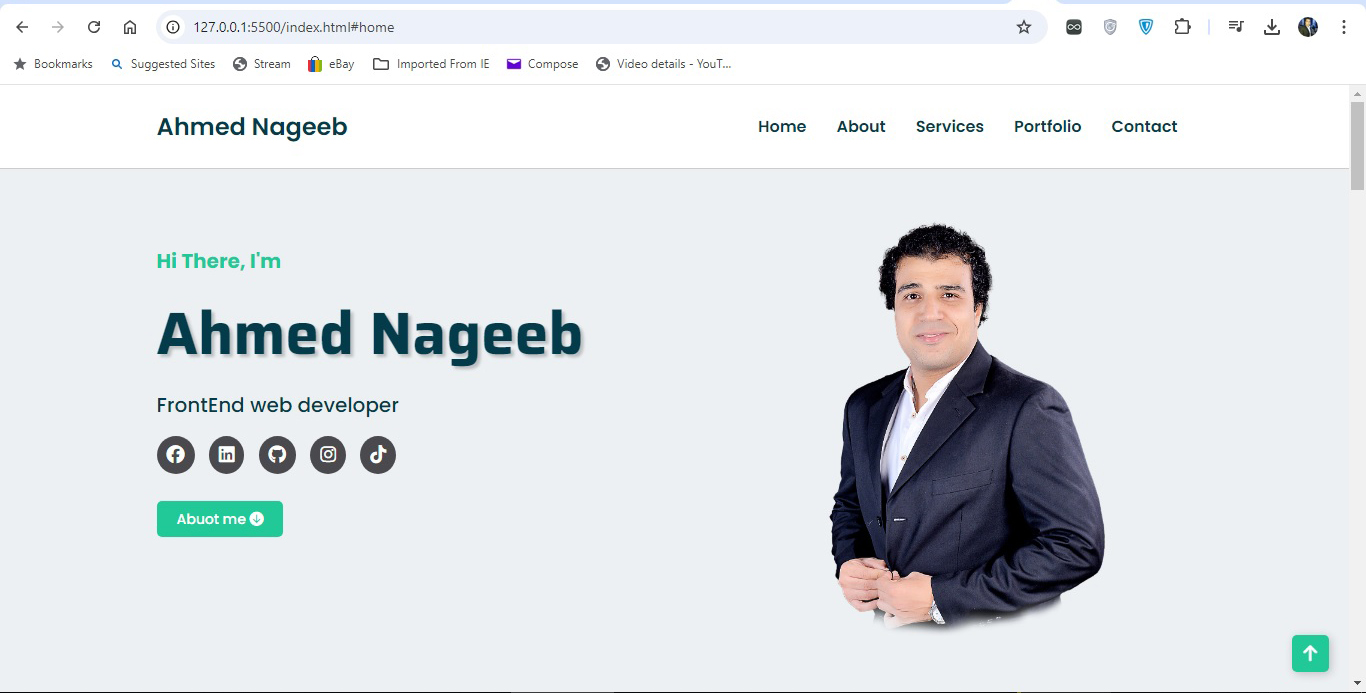 127.0.0.1:5500/index.html#home
Bookmarks Suggested Sites Stream eBay Imported From IE Compose Video details - YouT...
Ahmed Nageeb Home About Services Portfolio Contact
Hi There, I'm
Ahmed Nageeb
FrontEnd web developer
Abuot me